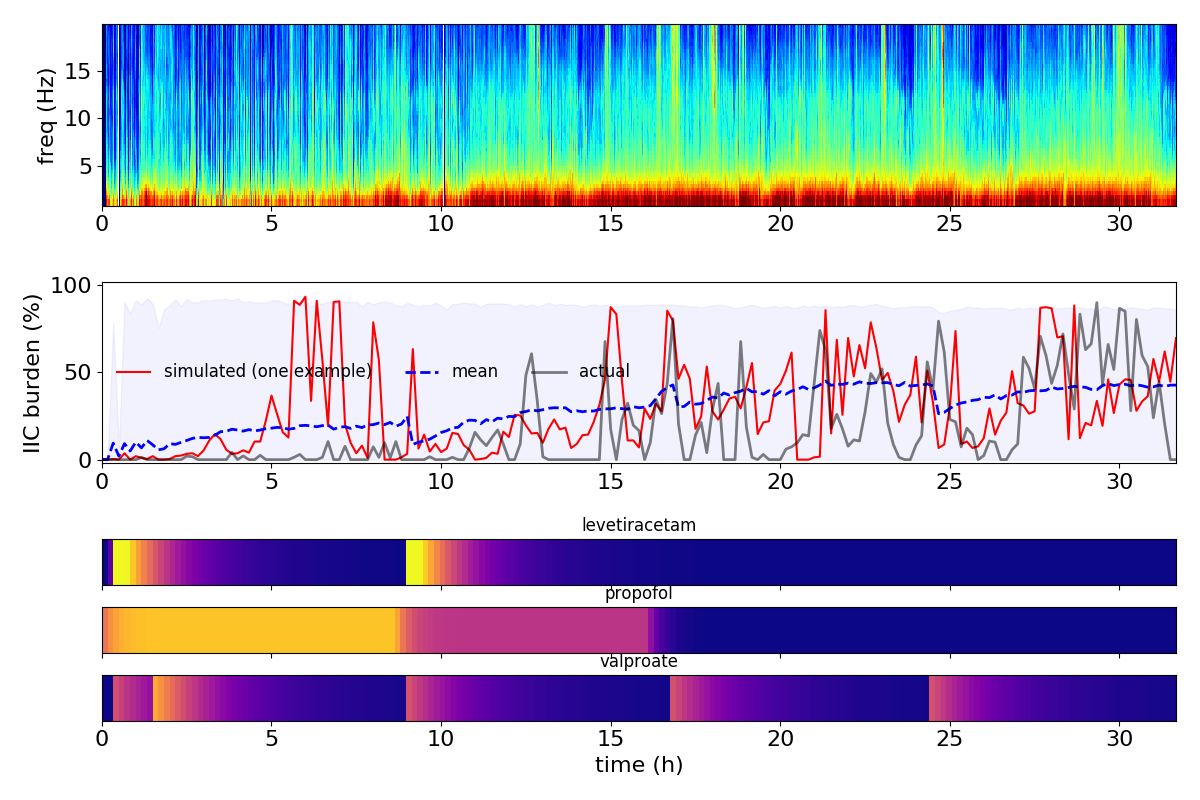 freq (Hz)
15
10
5
0 5 10 15 20 25 30
IIC burden (%)
100
50
0
simulated (one example) mean actual
0 5 10 15 20 25 30
levetiracetam
propofol
valproate
0 5 10 15 20 25 30
time (h)